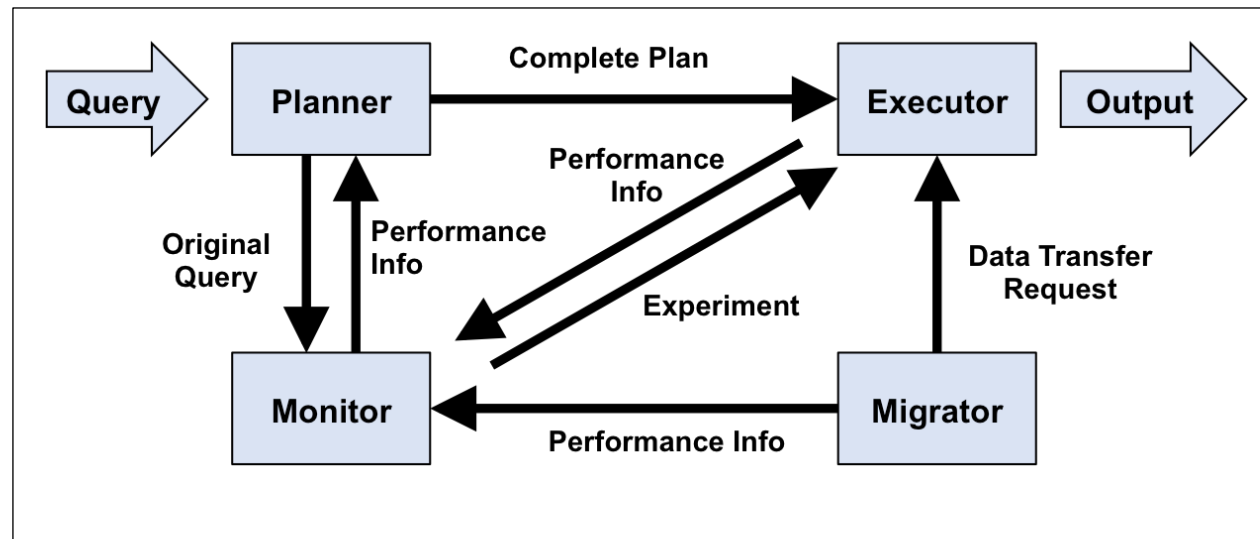 Complete Plan
Query
Planner
Executor
Output
Performance
Info
Original
Query
Performance
Info
Experiment
Data Transfer
Request
Monitor
Migrator
Performance Info